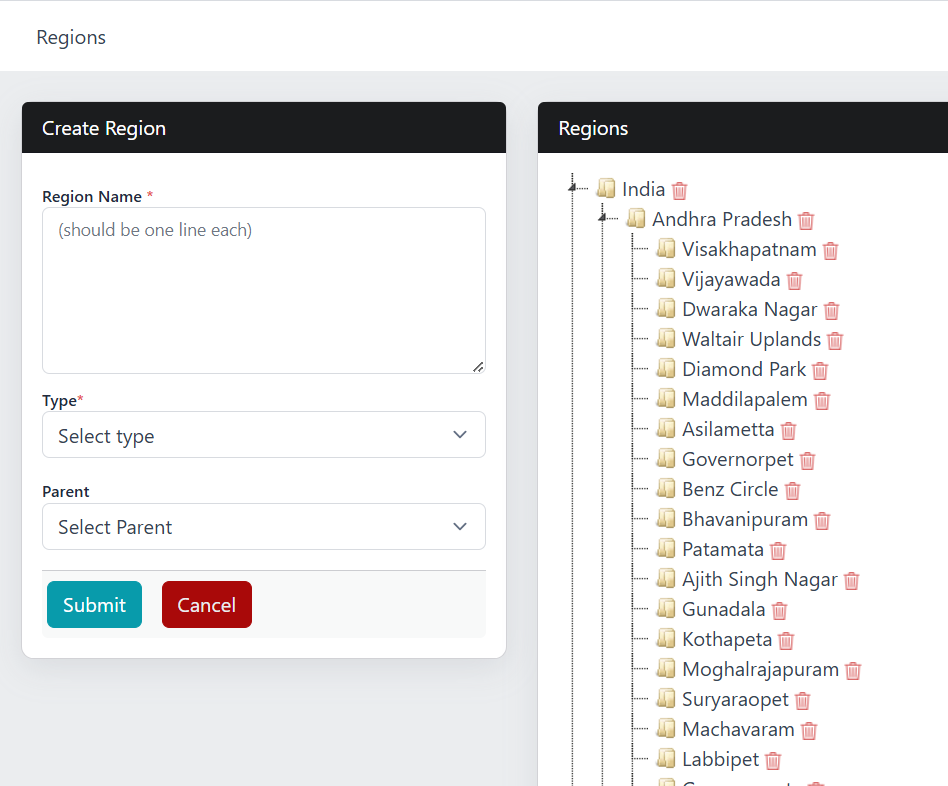 Regions
Create Region
Region Name *
(should be one line each)
Type*
Select type
Parent
Select Parent
Submit
Cancel
Regions
India
Andhra Pradesh
Visakhapatnam
Vijayawada
Dwaraka Nagar
Waltair Uplands
Diamond Park
Maddilapalem
Asilametta
Governorpet
Benz Circle
Bhavanipuram
Patamata
Ajith Singh Nagar
Gunadala
Kothapeta
Moghalrajapuram
Suryaraopet
Machavaram
Labbipet